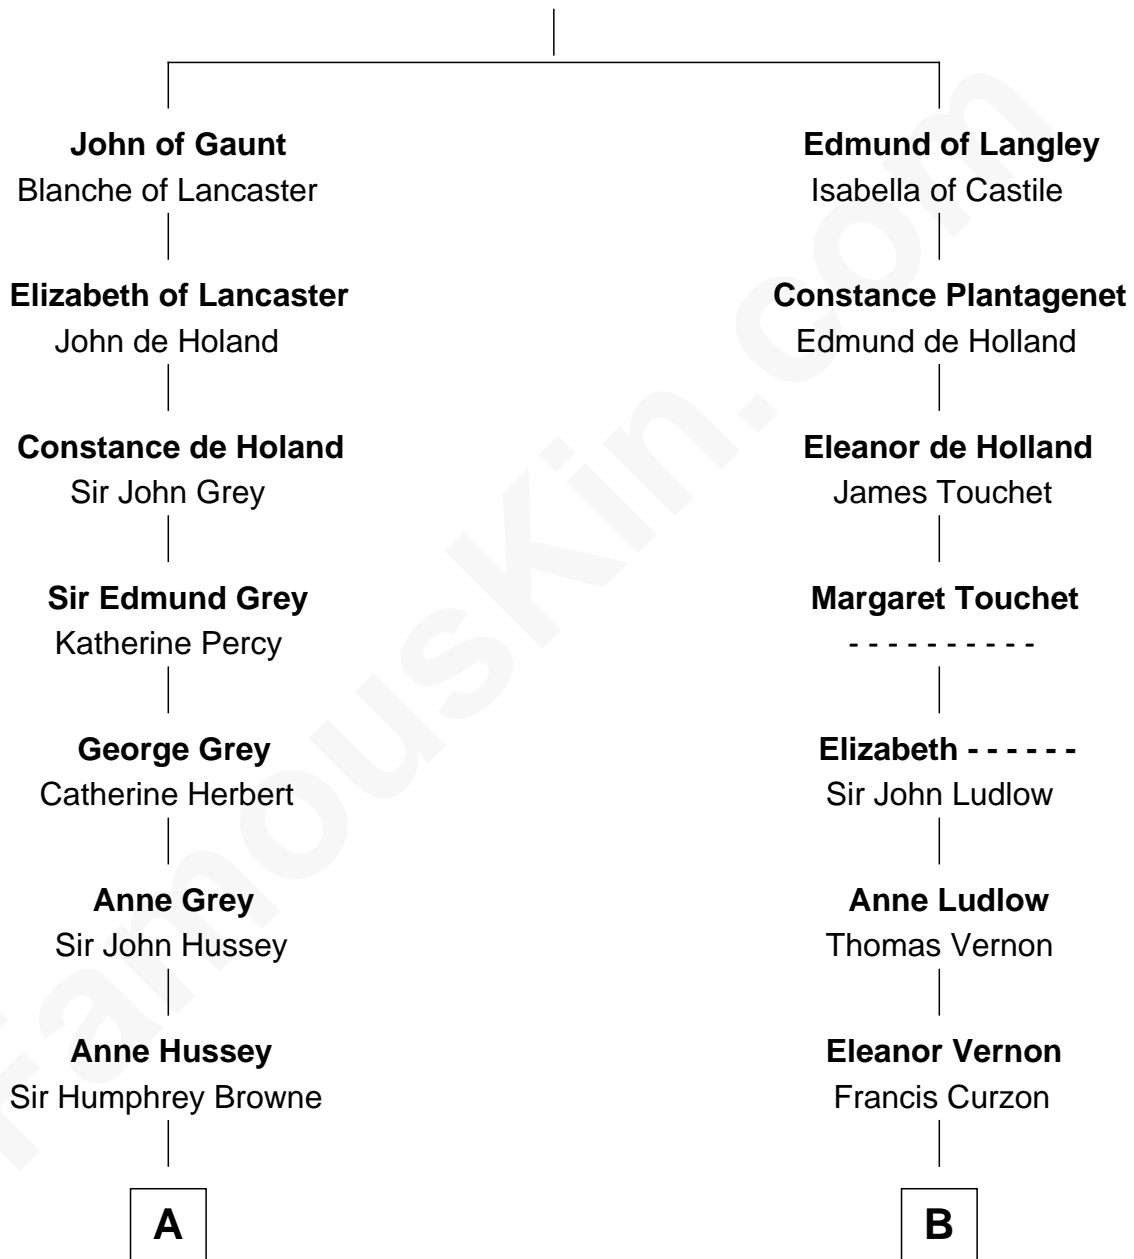 John of Gaunt
Blanche of Lancaster
Edmund of Langley
Isabella of Castile
Elizabeth of Lancaster
John de Holand
Constance Plantagenet
Edmund de Holland
Constance de Holand
Sir John Grey
Eleanor de Holland
James Touchet
Sir Edmund Grey
Katherine Percy
Margaret Touchet
- - - - - - - - - -
George Grey
Catherine Herbert
Elizabeth - - - - - -
Sir John Ludlow
Anne Grey
Sir John Hussey
Anne Ludlow
Thomas Vernon
Anne Hussey
Sir Humphrey Browne
Eleanor Vernon
Francis Curzon
A
B
FamousKin.com